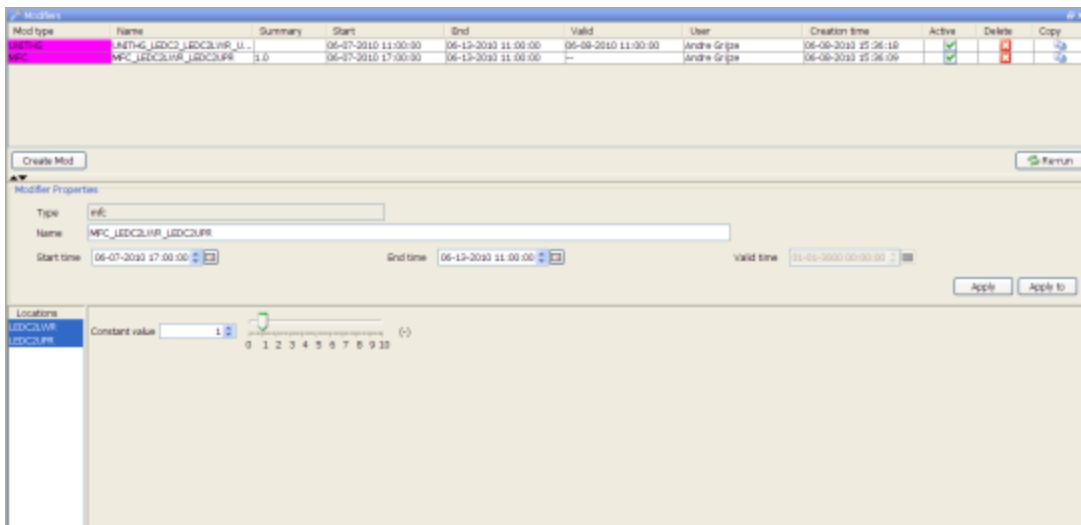 Modifiers
Mod type Name Summary Start End Valid User Creation time Active Delete Copy
UNITHG UNITHG_LEDC2_LEDC2LWR_U... 06-07-2010 11:00:00 06-13-2010 11:00:00 06-08-2010 11:00:00 Andre Grijze 06-08-2010 15:36:18
MFC MFC_LEDC2LWR_LEDC2UPR 1.0 06-07-2010 17:00:00 06-13-2010 11:00:00 -- Andre Grijze 06-08-2010 15:36:09
Create Mod Re-run
Modifier Properties
Type mfc
Name MFC_LEDC2LWR_LEDC2UPR
Start time 06-07-2010 17:00:00 End time 06-13-2010 11:00:00 Valid time 01-01-2000 00:00:00
Apply Apply to
Locations
LEDC2LWR
LEDC2UPR
Constant value 1 (-)
0 1 2 3 4 5 6 7 8 9 10